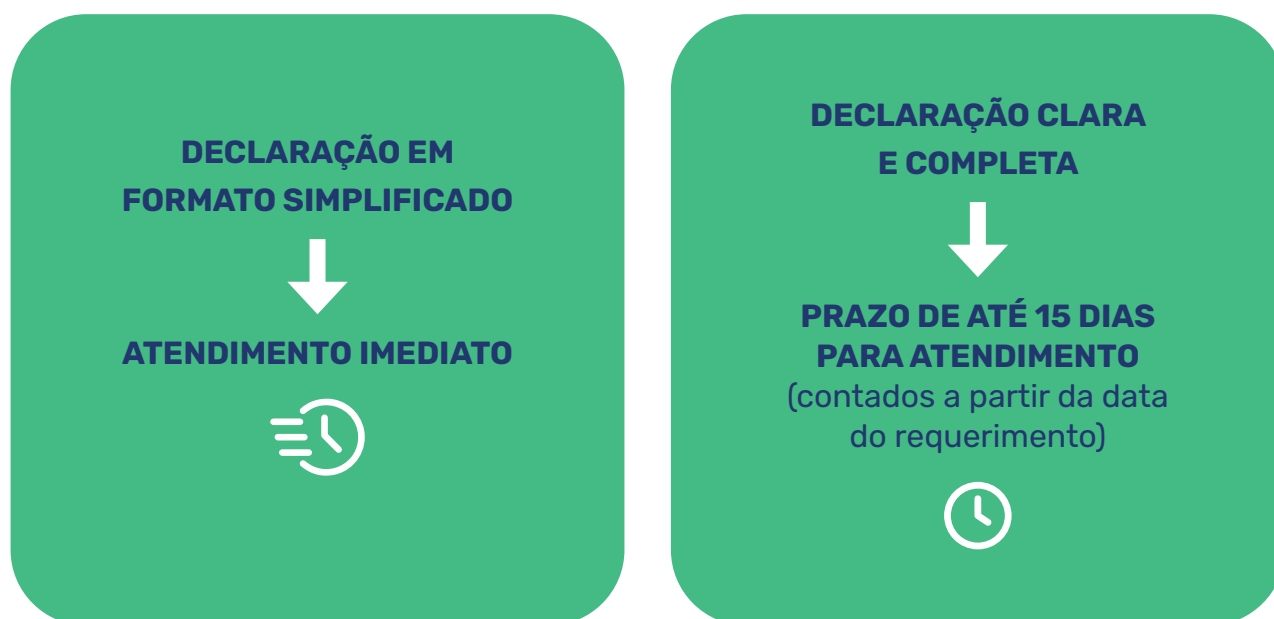 DECLARAÇÃO EM
FORMATO SIMPLIFICADO
ATENDIMENTO IMEDIATO
DECLARAÇÃO CLARA
E COMPLETA
PRAZO DE ATÉ 15 DIAS
PARA ATENDIMENTO
(contados a partir da data
do requerimento)